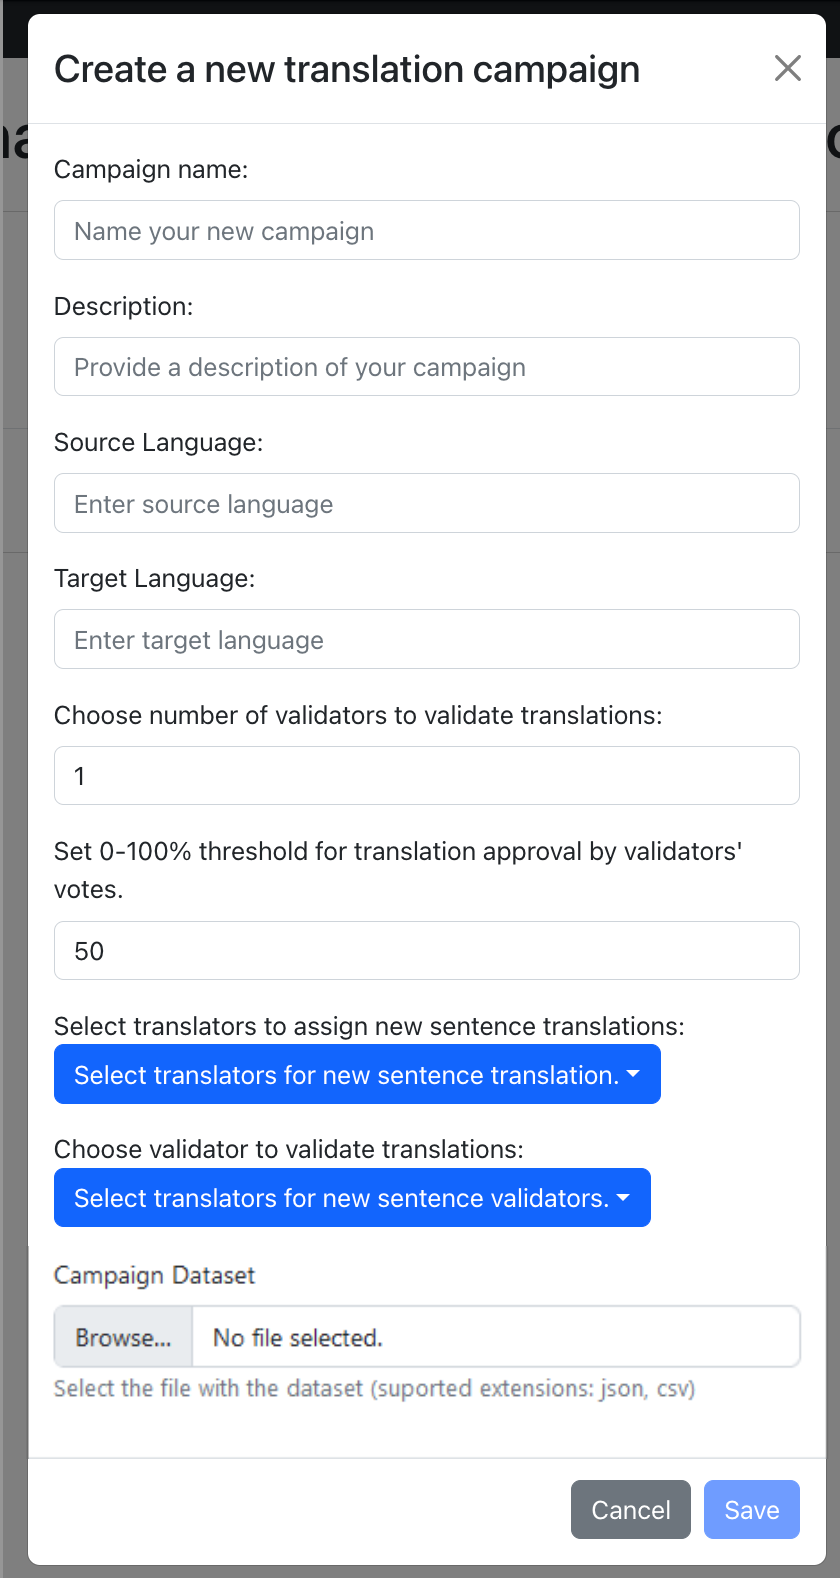 Create a new translation campaign
Campaign name:
Name your new campaign
Description:
Provide a description of your campaign
Source Language:
Enter source language
Target Language:
Enter target language
Choose number of validators to validate translations:
1
Set 0-100% threshold for translation approval by validators'
votes.
50
Select translators to assign new sentence translations:
Select translators for new sentence translation.
Choose validator to validate translations:
Select translators for new sentence validators.
Campaign Dataset
Browse... No file selected.
Select the file with the dataset (suported extensions: json, csv)
Cancel Save